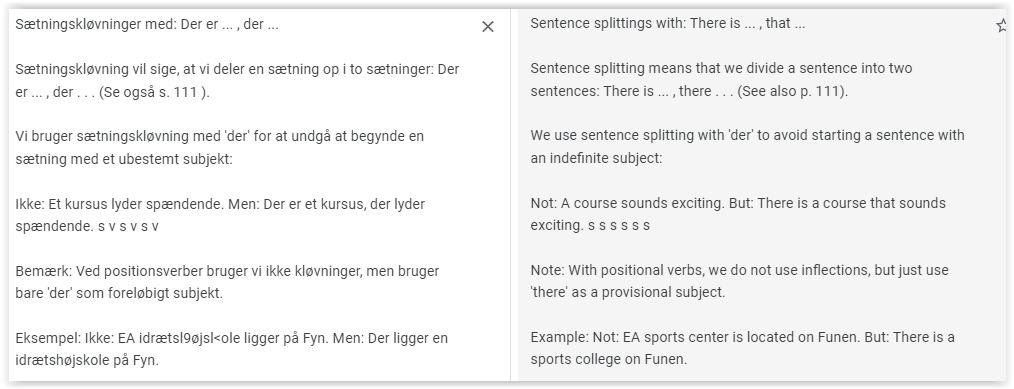 Sætningskløvninger med: Der er ... , der ...
Sætningskløvning vil sige, at vi deler en sætning op i to sætninger: Der
er ... , der . . . (Se også s. 111 ).
Vi bruger sætningskløvning med 'der' for at undgå at begynde en
sætning med et ubestemt subjekt:
Ikke: Et kursus lyder spændende. Men: Der er et kursus, der lyder
spændende. s v s v s v
Bemærk: Ved positionsverber bruger vi ikke kløvninger, men bruger
bare 'der' som foreløbigt subjekt.
Eksempel: Ikke: EA idrætsl9øjsl<ole ligger på Fyn. Men: Der ligger en
idrætshøjskole på Fyn.
Sentence splittings with: There is ... , that ...
Sentence splitting means that we divide a sentence into two
sentences: There is ... , there . . . (See also p. 111).
We use sentence splitting with 'der' to avoid starting a sentence with
an indefinite subject:
Not: A course sounds exciting. But: There is a course that sounds
exciting. s s s s s s
Note: With positional verbs, we do not use inflections, but just use
'there' as a provisional subject.
Example: Not: EA sports center is located on Funen. But: There is a
sports college on Funen.